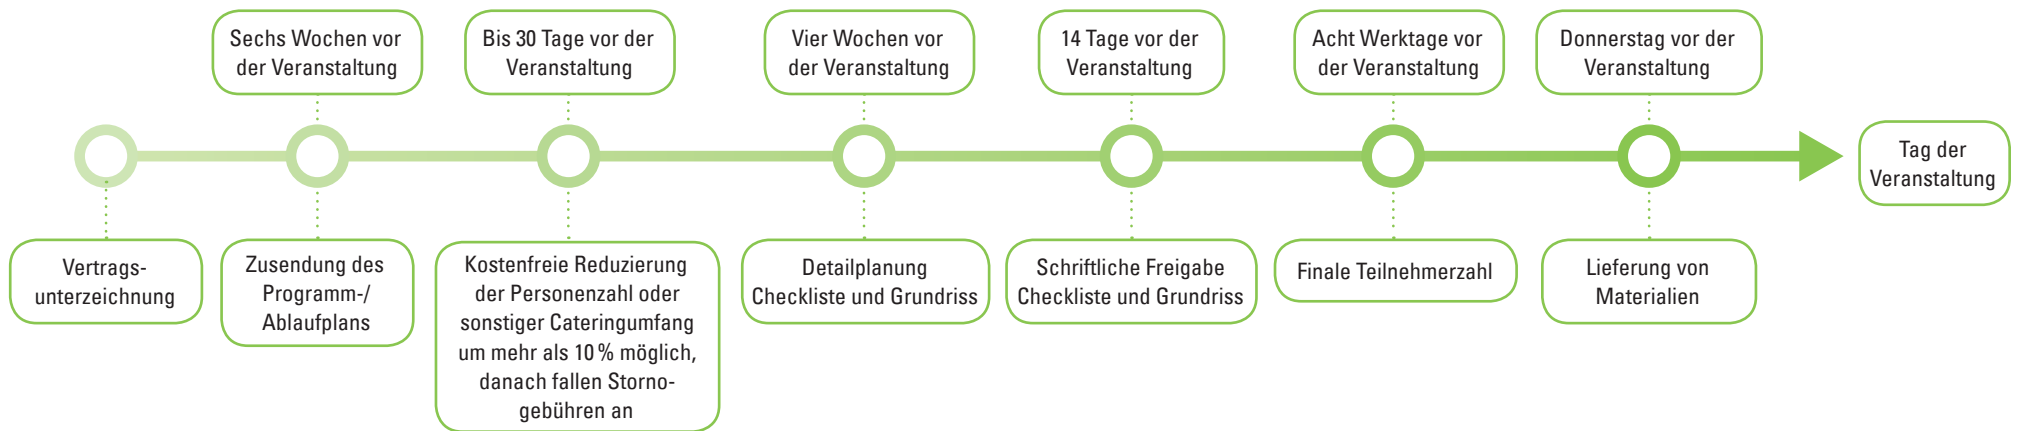 Sechs Wochen vor
der Veranstaltung
Bis 30 Tage vor der
Veranstaltung
Vier Wochen vor
der Veranstaltung
14 Tage vor der
Veranstaltung
Acht Werktage vor
der Veranstaltung
Donnerstag vor der
Veranstaltung
Tag der
Veranstaltung
Vertrags-
unterzeichnung
Zusendung des
Programm-/
Ablaufplans
Kostenfreie Reduzierung
der Personenzahl oder
sonstiger Cateringumfang
um mehr als 10 % möglich,
danach fallen Storno-
gebühren an
Detailplanung
Checkliste und Grundriss
Schriftliche Freigabe
Checkliste und Grundriss
Finale Teilnehmerzahl
Lieferung von
Materialien